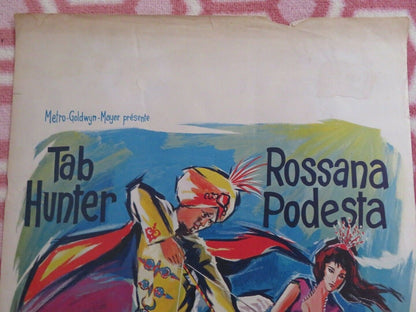 Metro-Goldwyn-Mayer présente
Tab
Hunter
Rossana
Podesta